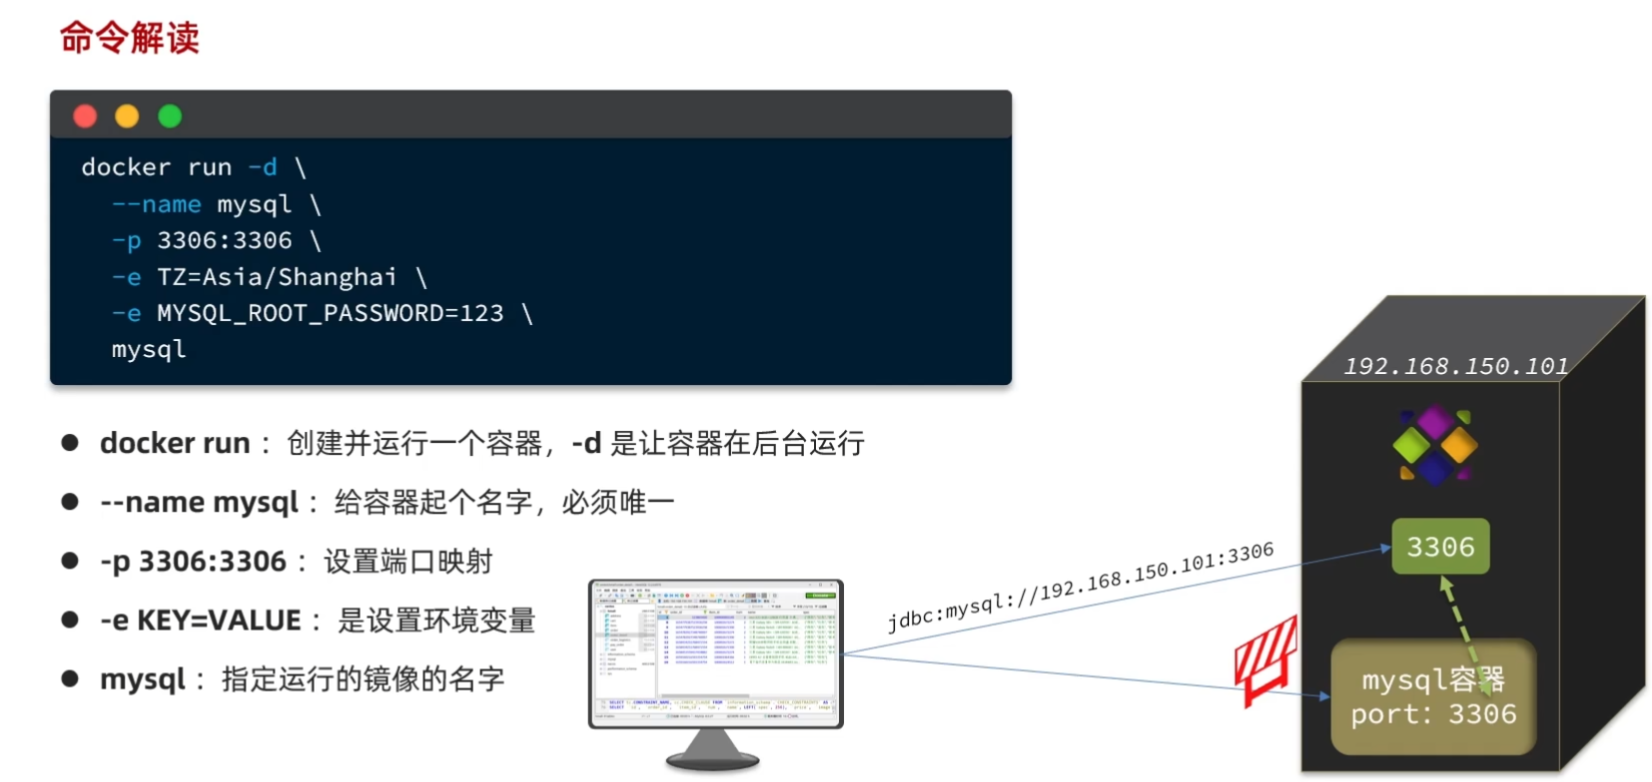 命令解读
docker run -d \
--name mysql \
-p 3306:3306 \
-e TZ=Asia/Shanghai \
-e MYSQL_ROOT_PASSWORD=123 \
mysql
● docker run ：创建并运行一个容器，-d 是让容器在后台运行
● --name mysql ：给容器起个名字，必须唯一
● -p 3306:3306 ：设置端口映射
● -e KEY=VALUE ：是设置环境变量
● mysql ：指定运行的镜像的名字
jdbc:mysql://192.168.150.101:3306
192.168.150.101
3306
mysql容器
port: 3306